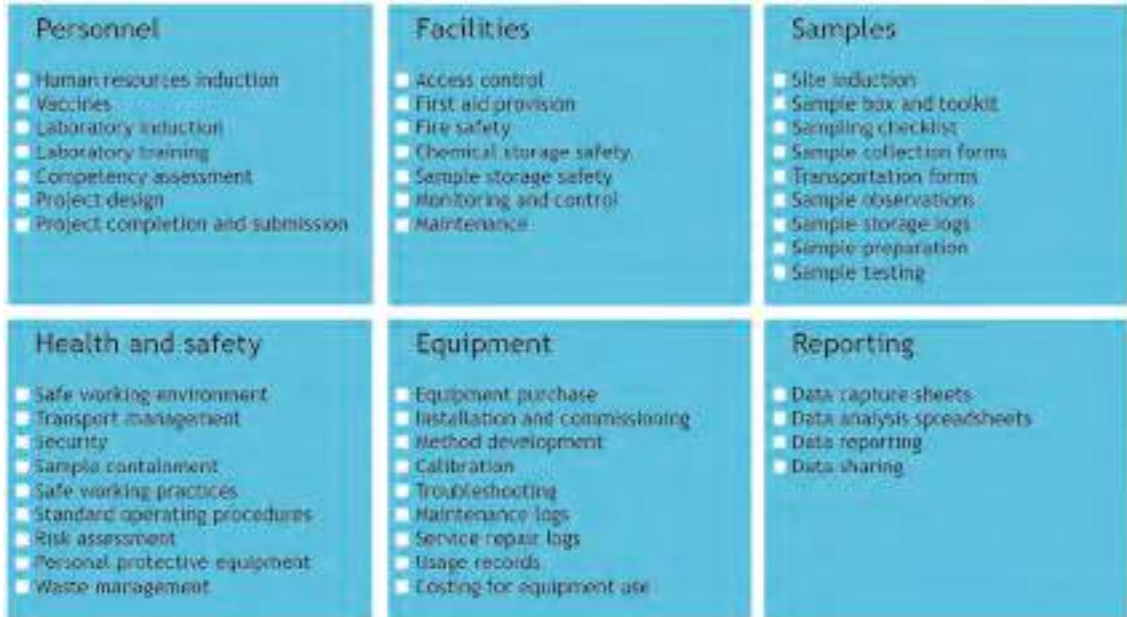 Personnel
Human resources induction
Vaccines
Laboratory induction
Laboratory training
Competency assessment
Project design
Project completion and submission
Facilities
Access control
First aid provision
Fire safety
Chemical storage safety
Sample storage safety
Monitoring and control
Maintenance
Samples
Site induction
Sample box and toolkit
Sampling checklist
Sample collection forms
Transportation forms
Sample observations
Sample storage logs
Sample preparation
Sample testing
Health and safety
Safe working environment
Transport management
Security
Sample containment
Safe working practices
Standard operating procedures
Risk assessment
Personal protective equipment
Waste management
Equipment
Equipment purchase
Installation and commissioning
Method development
Calibration
Troubleshooting
Maintenance logs
Service repair logs
Usage records
Costing for equipment use
Reporting
Data capture sheets
Data analysis spreadsheets
Data reporting
Data sharing